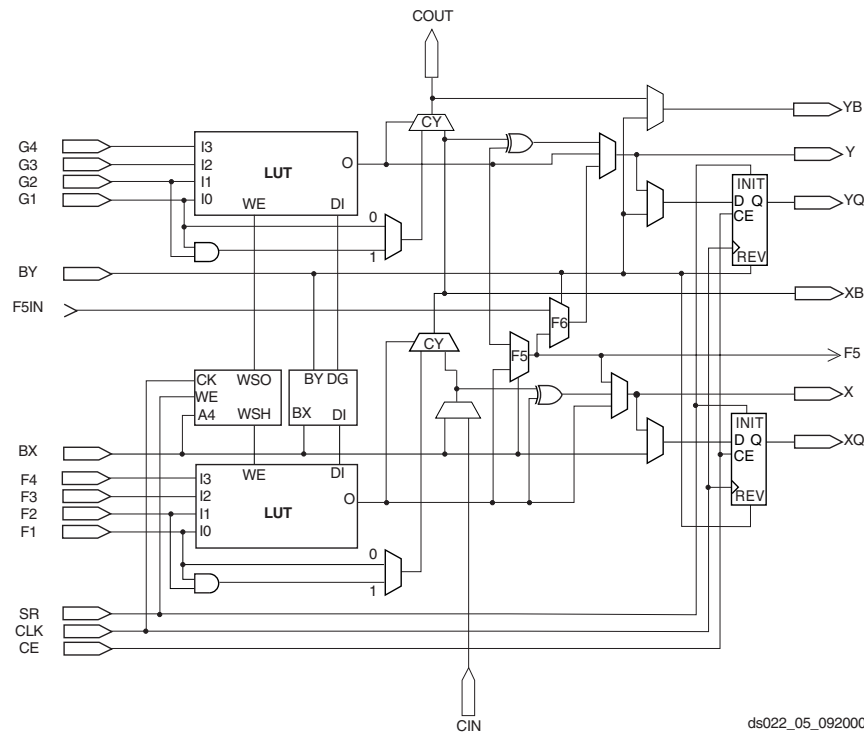 COUT
YB
CY
G4
G3
G2
G1
I3
I2
I1
I0
LUT
O
WE
DI
Y
INIT
D Q
CE
REV
YQ
0
1
BY
XB
F5IN
F6
CY
F5
F5
CK
WE
A4
WSO
WSH
BY DG
BX
DI
X
INIT
D Q
CE
REV
XQ
BX
F4
F3
F2
F1
I3
I2
I1
I0
WE
DI
LUT
O
0
1
SR
CLK
CE
CIN
ds022_05_092000